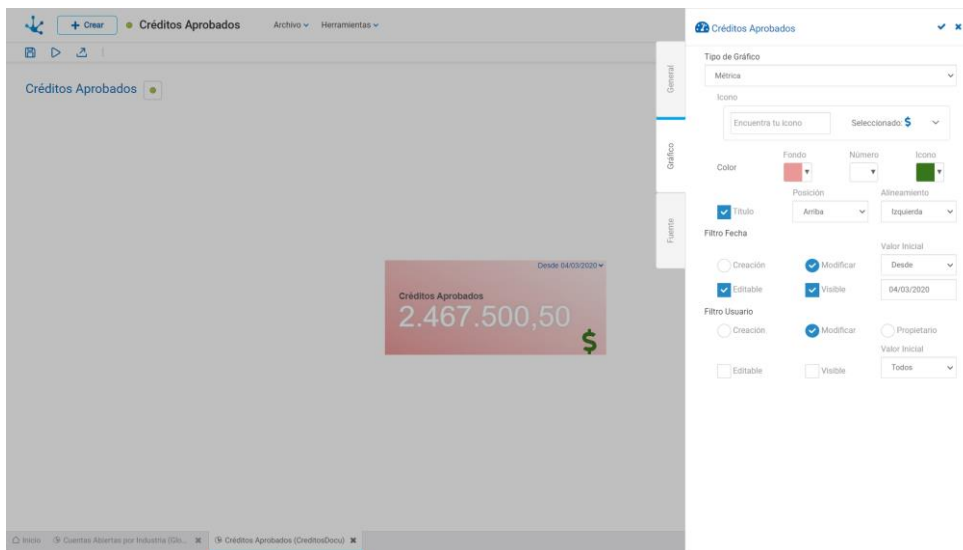 + Crear
Créditos Aprobados
Archivo
Herramientas
Créditos Aprobados
General
Gráfico
Fuente
Desde 04/03/2020
Créditos Aprobados
2.467.500,50
$
Créditos Aprobados
Tipo de Gráfico
Métrica
Icono
Encuentra tu icono Seleccionado: $
Fondo Número Icono
Color
Posición Alineamiento
Título Arriba Izquierda
Filtro Fecha
Valor Inicial
Creación Modificar Desde
Editable Visible 04/03/2020
Filtro Usuario
Creación Modificar Propietario
Valor Inicial
Editable Visible Todos
Inicio Cuentas Abiertas por Industria (Glo... Créditos Aprobados (CreditosDocu)